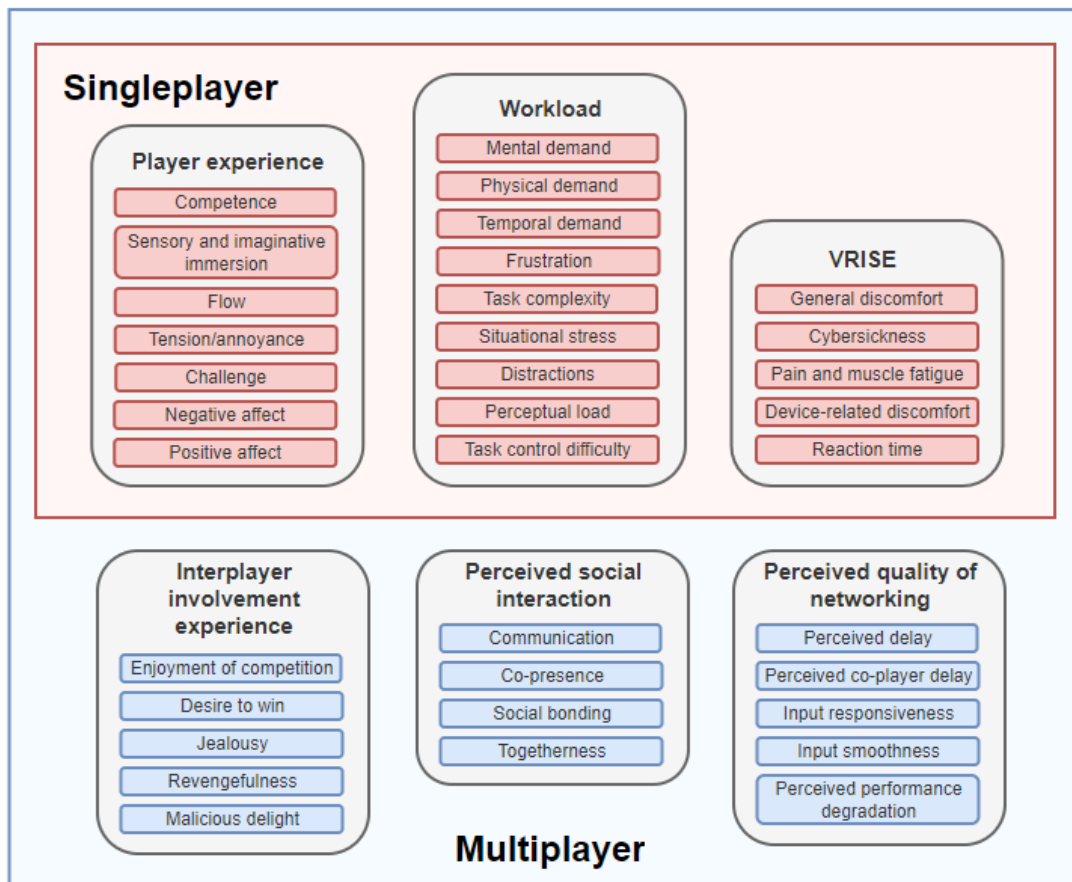 Singleplayer
Player experience
Competence
Sensory and imaginative
immersion
Flow
Tension/annoyance
Challenge
Negative affect
Positive affect
Workload
Mental demand
Physical demand
Temporal demand
Frustration
Task complexity
Situational stress
Distractions
Perceptual load
Task control difficulty
VRISE
General discomfort
Cybersickness
Pain and muscle fatigue
Device-related discomfort
Reaction time
Interplayer
involvement
experience
Enjoyment of competition
Desire to win
Jealousy
Revengefulness
Malicious delight
Perceived social
interaction
Communication
Co-presence
Social bonding
Togetherness
Perceived quality of
networking
Perceived delay
Perceived co-player delay
Input responsiveness
Input smoothness
Perceived performance
degradation
Multiplayer